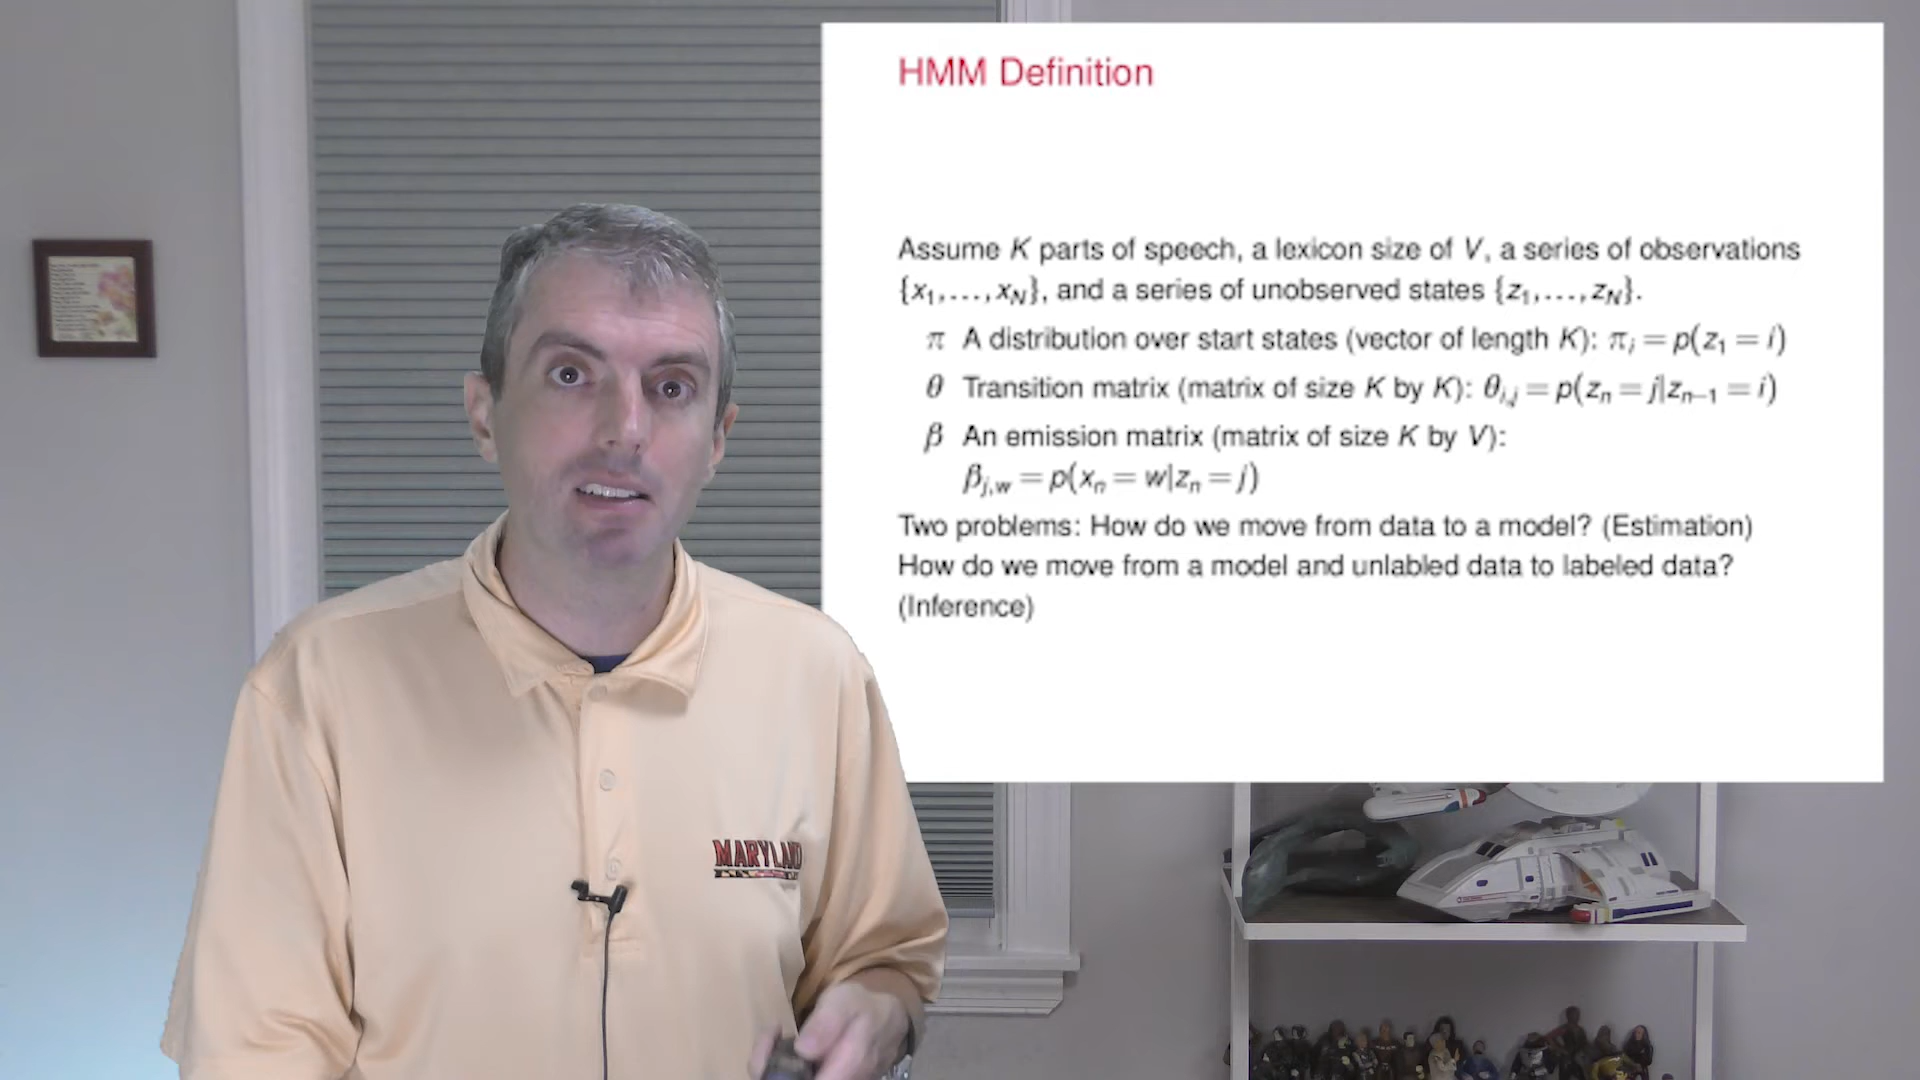 HMM Definition
Assume K parts of speech, a lexicon size of V, a series of observations
{x₁,...,x_N}, and a series of unobserved states {z₁,...,z_N}.
π A distribution over start states (vector of length K): π_i = p(z₁ = i)
θ Transition matrix (matrix of size K by K): θ_{i,j} = p(z_n = j|z_{n−1} = i)
β An emission matrix (matrix of size K by V):
β_{j,w} = p(x_n = w|z_n = j)
Two problems: How do we move from data to a model? (Estimation)
How do we move from a model and unlabled data to labeled data?
(Inference)
MARYLAND